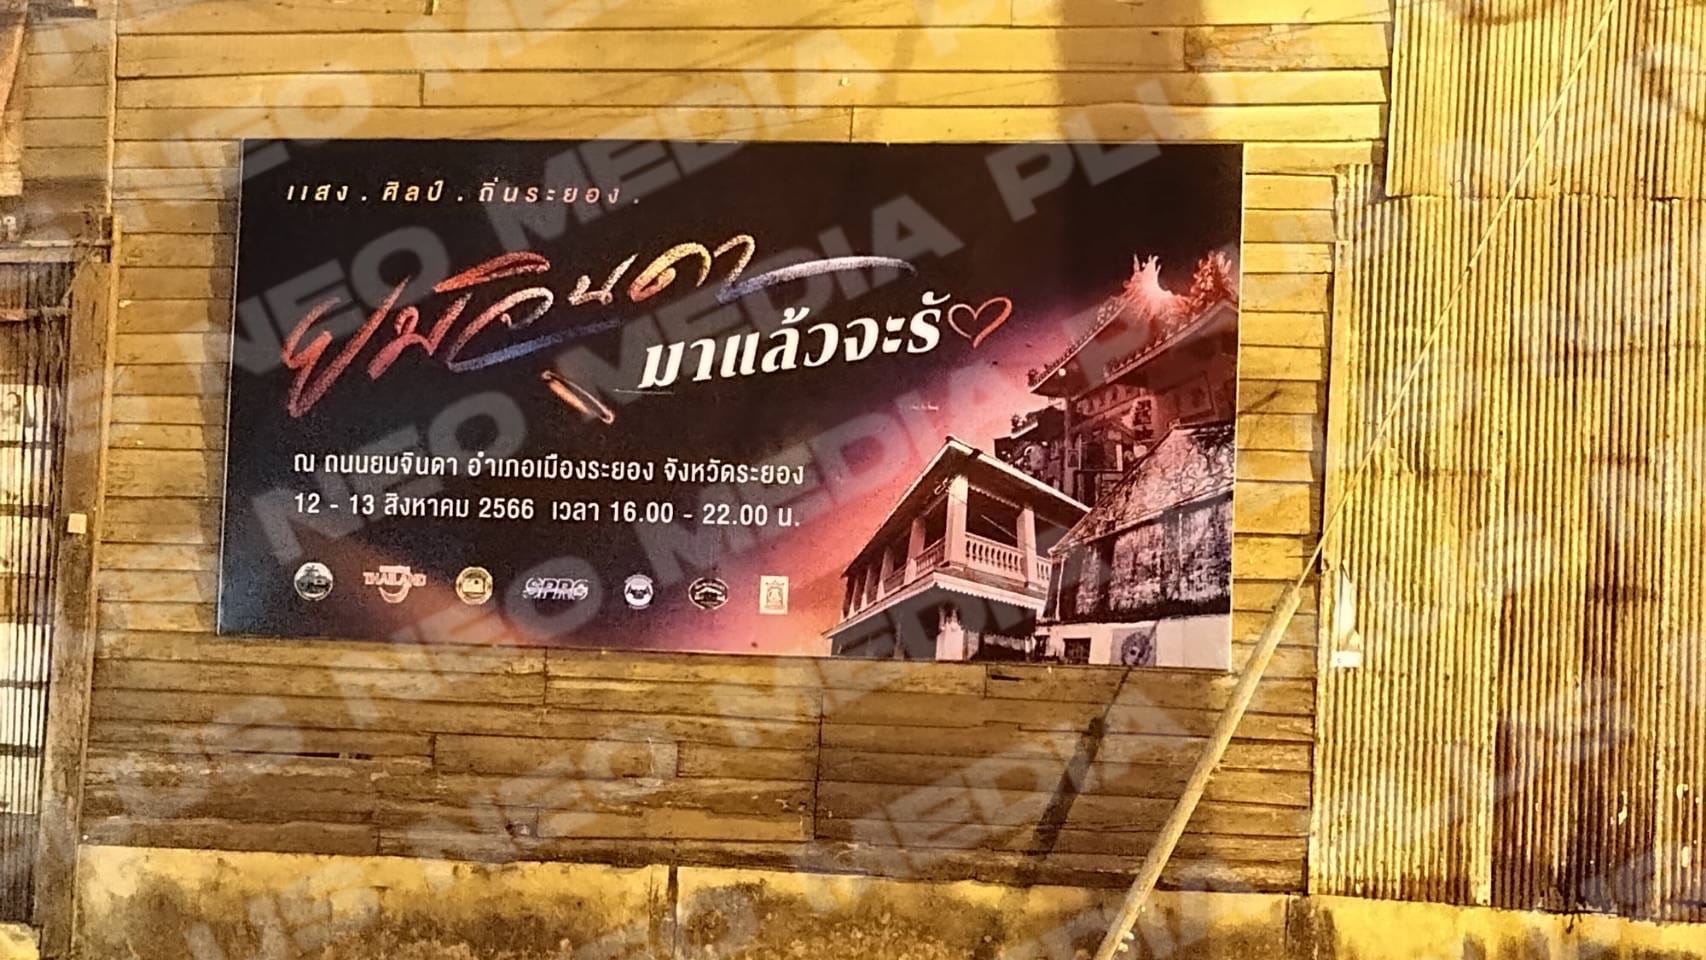 แสง . ศิลป์ . ถิ่นระยอง .
ยมจินดา
มาแล้วจะรั
ณ ถนนยมจินดา อำเภอเมืองระยอง จังหวัดระยอง
12 - 13 สิงหาคม 2566 เวลา 16.00 - 22.00 น.
THAILAND
SPRC
NEO MEDIA PLUS